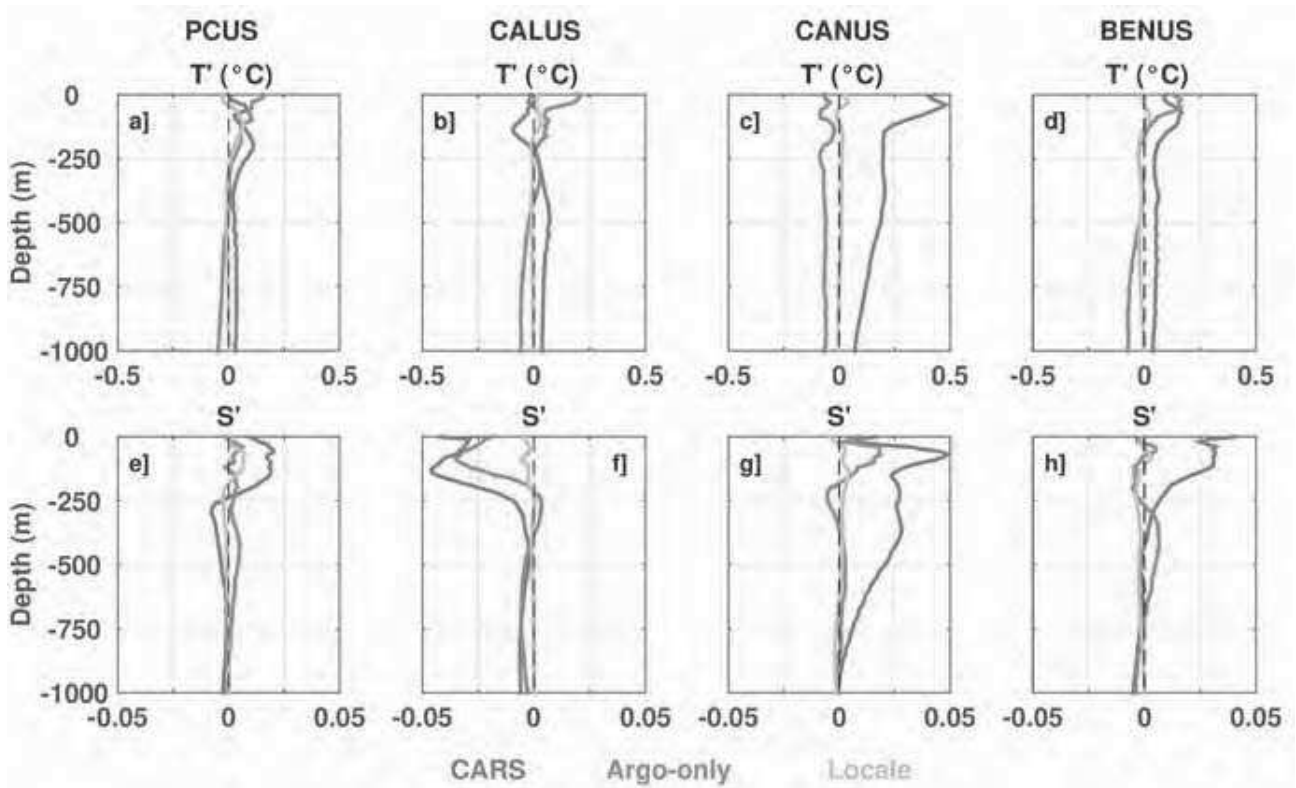 PCUS CALUS CANUS BENUS
T' (°C) T' (°C) T' (°C) T' (°C)
0
-250
-500
-750
-1000
Depth (m)
a] b] c] d]
-0.5 0 0.5 -0.5 0 0.5 -0.5 0 0.5 -0.5 0 0.5
S' S' S' S'
0
-250
-500
-750
-1000
Depth (m)
e] f] g] h]
-0.05 0 0.05 -0.05 0 0.05 -0.05 0 0.05 -0.05 0 0.05
CARS Argo-only Locale